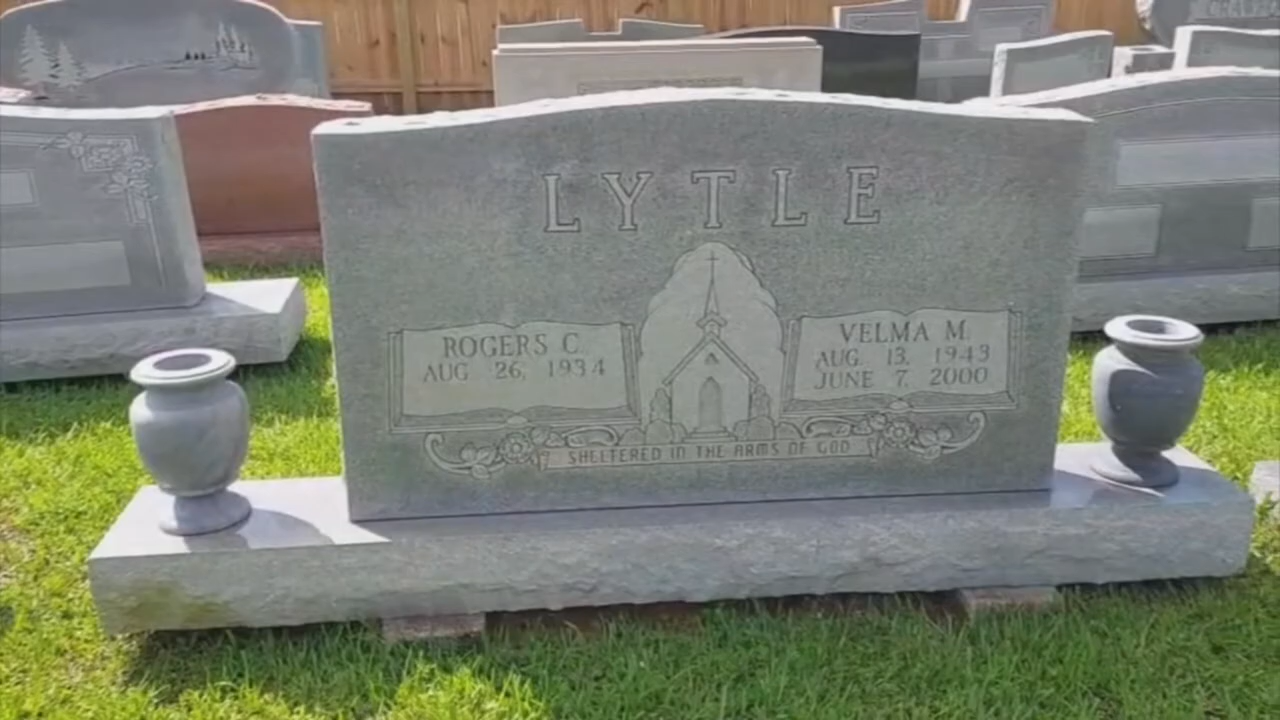 LYTLE
ROGERS C.
AUG 26, 1934
VELMA M.
AUG. 13, 1943
JUNE 7, 2000
SHELTERED IN THE ARMS OF GOD